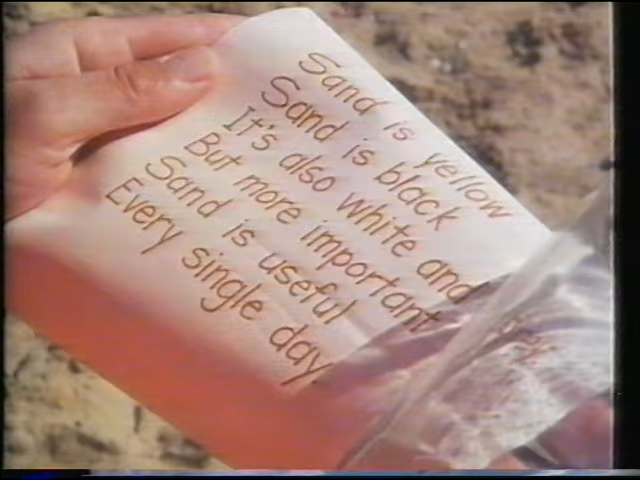 Sand is yellow
Sand is black
It's also white and
But more important
Sand is useful
Every single day.